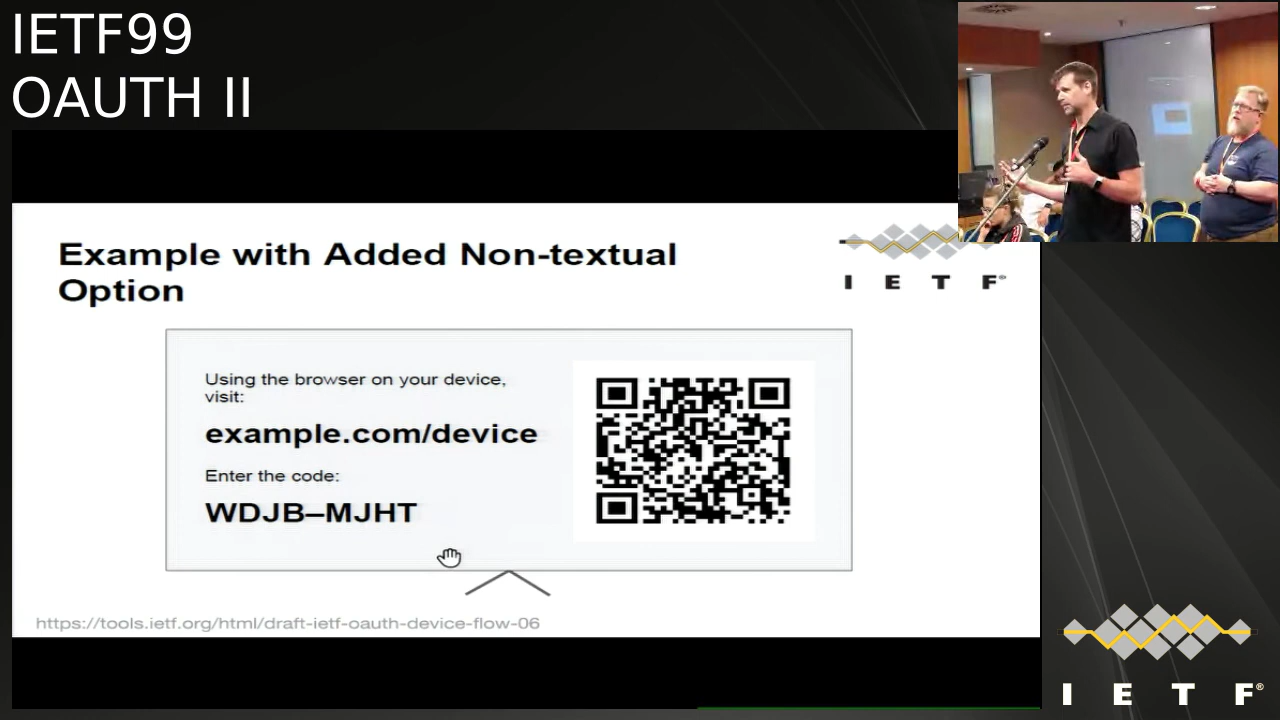 IETF99
OAUTH II
Example with Added Non-textual
Option
I E T F®
Using the browser on your device,
visit:
example.com/device
Enter the code:
WDJB–MJHT
https://tools.ietf.org/html/draft-ietf-oauth-device-flow-06
I E T F®